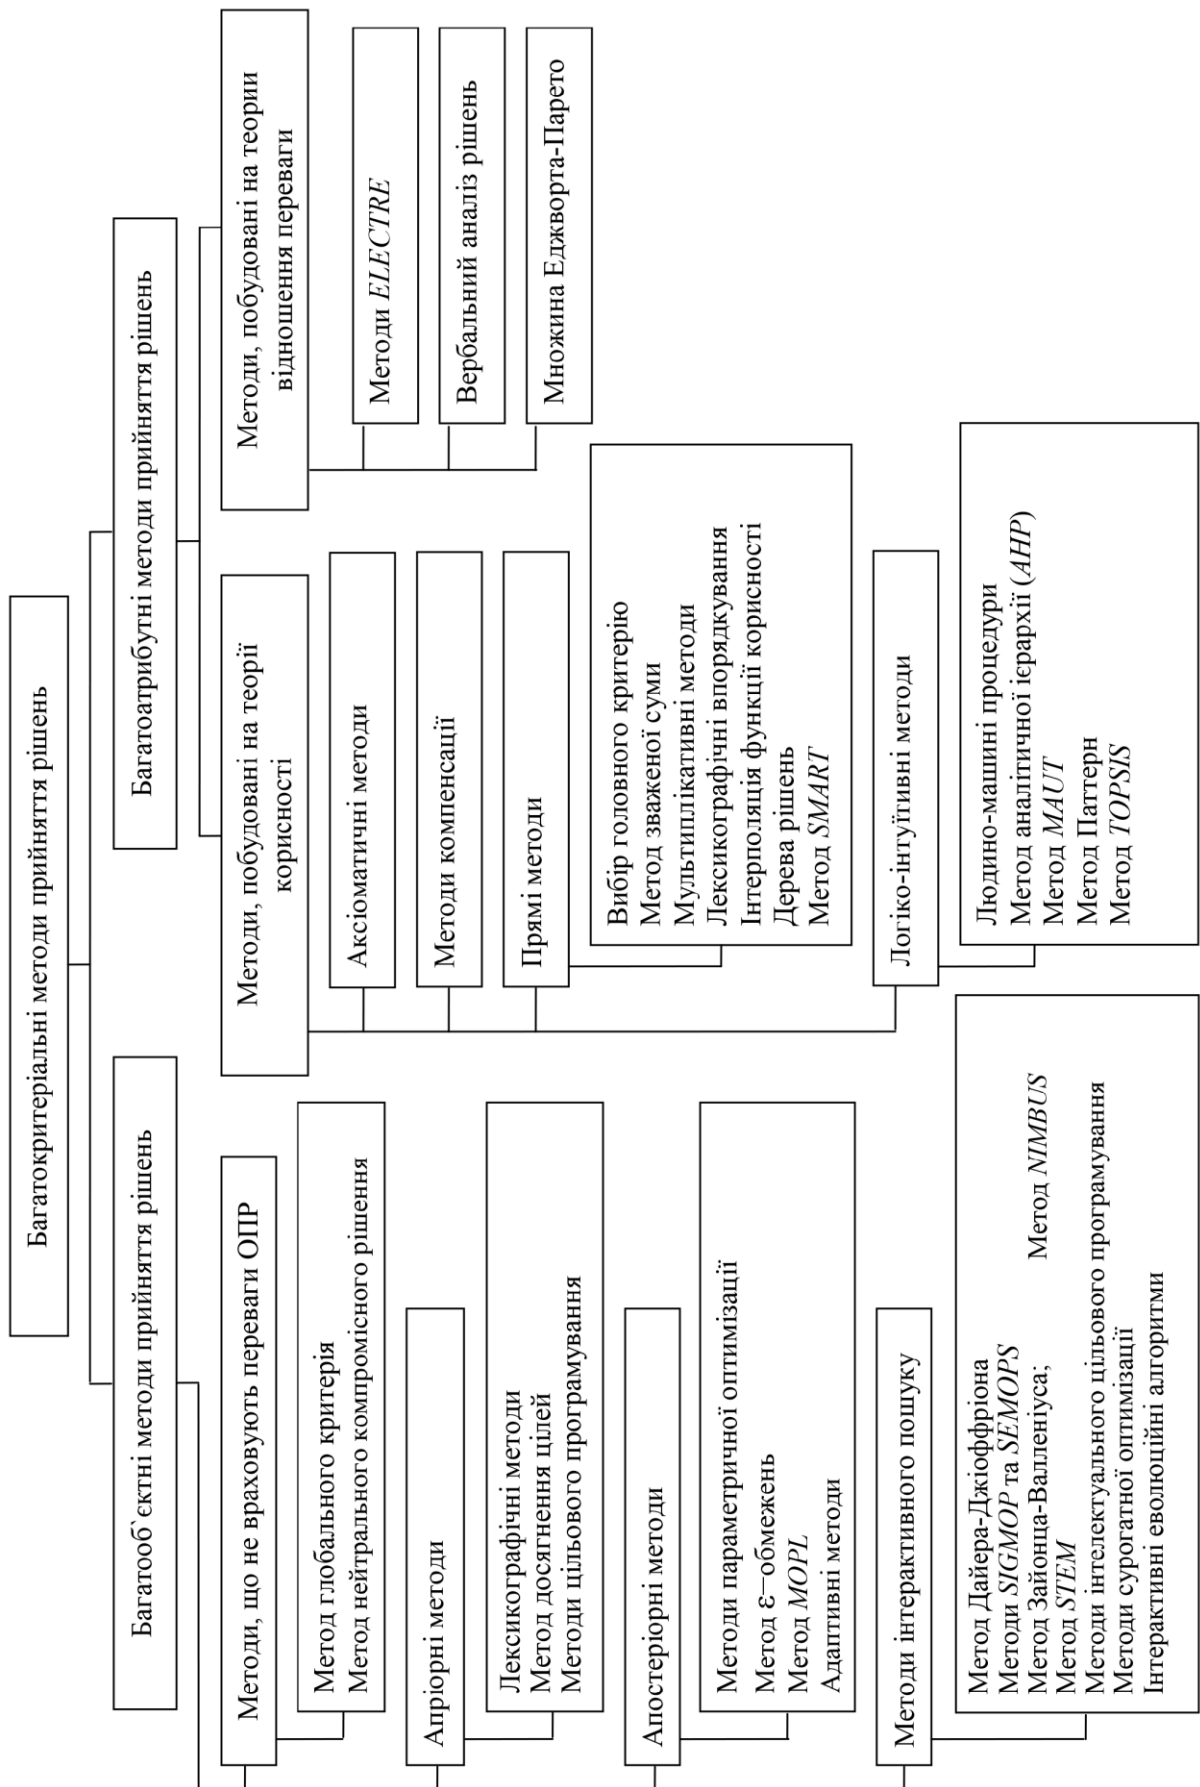 Багатокритеріальні методи прийняття рішень
Багатооб`єктні методи прийняття рішень
Багатоатрибутні методи прийняття рішень
Методи, що не враховують переваги ОПР
Метод глобального критерія
Метод нейтрального компромісного рішення
Апріорні методи
Лексикографічні методи
Метод досягнення цілей
Методи цільового програмування
Апостеріорні методи
Методи параметричної оптимізації
Метод ε–обмежень
Метод MOPL
Адаптивні методи
Методи інтерактивного пошуку
Метод Дайера-Джіоффріона
Методи SIGMOP та SEMOPS
Метод Зайонца-Валленіуса; Метод NIMBUS
Метод STEM
Методи інтелектуального цільового програмування
Методи сурогатної оптимізації
Інтерактивні еволюційні алгоритми
Методи, побудовані на теорії
корисності
Аксіоматичні методи
Методи компенсації
Прямі методи
Вибір головного критерію
Метод зваженої суми
Мультиплікативні методи
Лексикографічні впорядкування
Інтерполяція функції корисності
Дерева рішень
Метод SMART
Логіко-інтуїтивні методи
Людино-машині процедури
Метод аналітичної ієрархії (AHP)
Метод MAUT
Метод Паттерн
Метод TOPSIS
Методи, побудовані на теории
відношення переваги
Методи ELECTRE
Вербальний аналіз рішень
Множина Еджворта-Парето